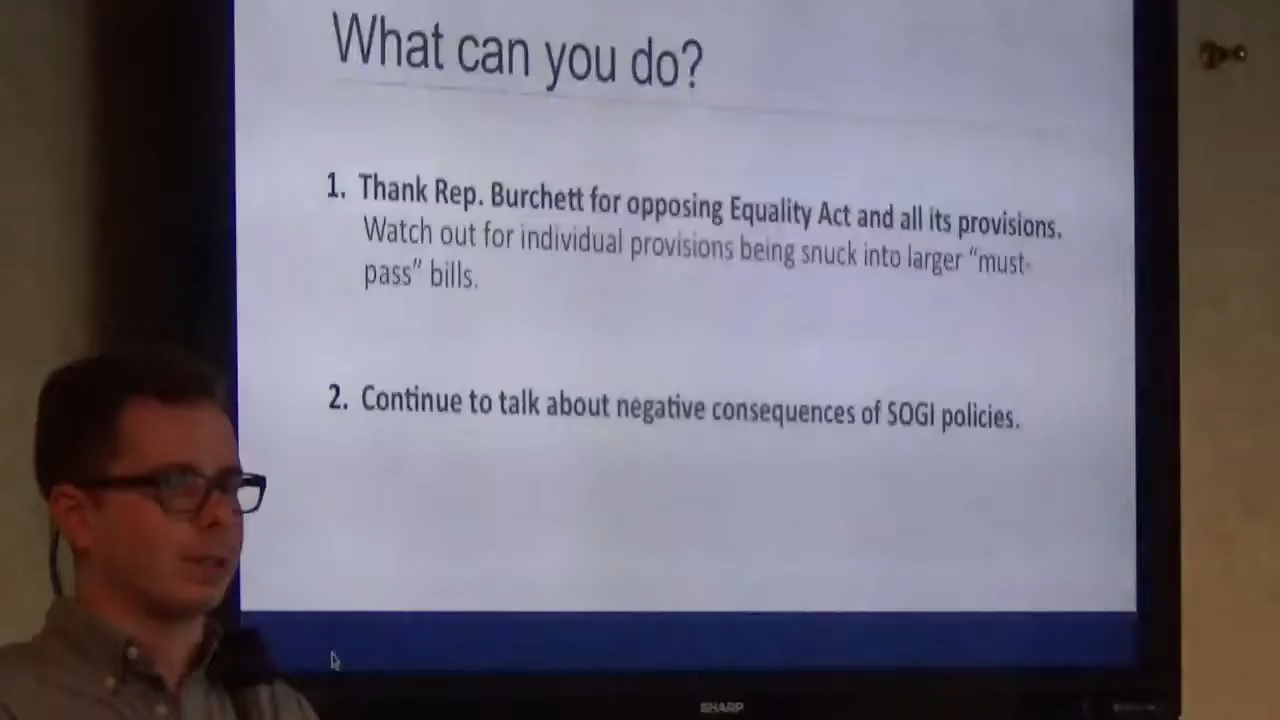 What can you do?
1. Thank Rep. Burchett for opposing Equality Act and all its provisions.
Watch out for individual provisions being snuck into larger “must-
pass” bills.
2. Continue to talk about negative consequences of SOGI policies.
SHARP